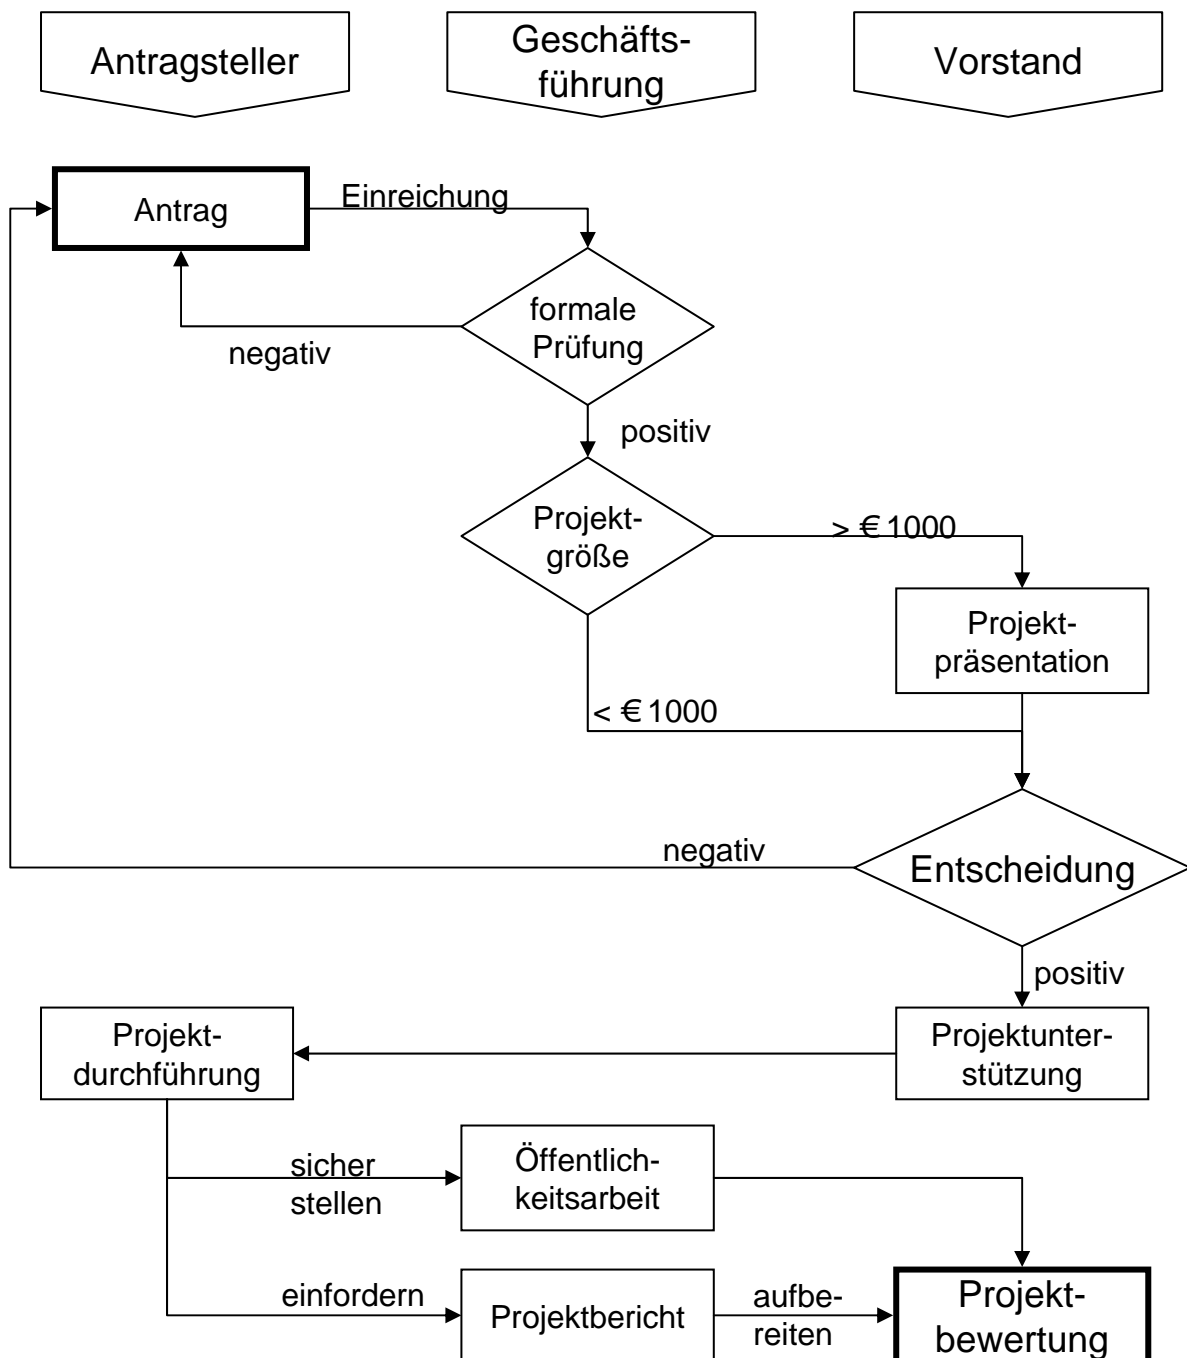 Antragsteller
Geschäfts-
führung
Vorstand
Antrag
Einreichung
formale
Prüfung
negativ
positiv
Projekt-
größe
> € 1000
Projekt-
präsentation
< € 1000
negativ
Entscheidung
positiv
Projekt-
durchführung
Projektunter-
stützung
sicher
stellen
Öffentlich-
keitsarbeit
einfordern
Projektbericht
aufbe-
reiten
Projekt-
bewertung